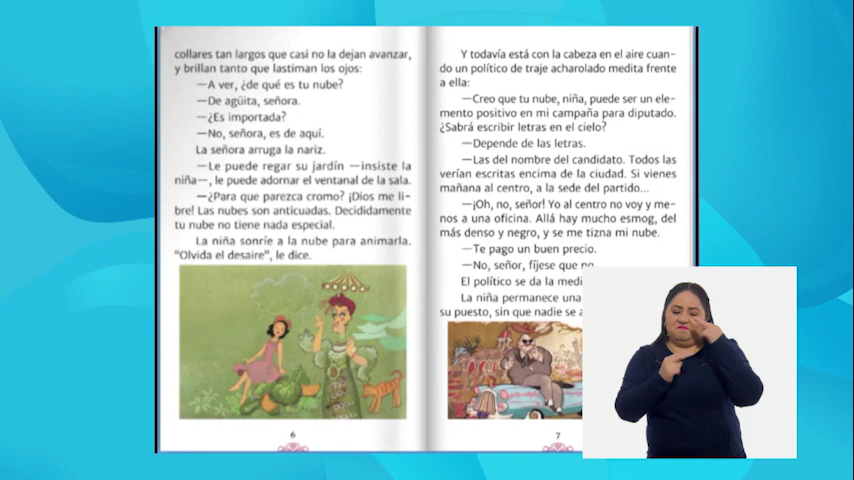 collares tan largos que casi no la dejan avanzar,
y brillan tanto que lastiman los ojos:
—A ver, ¿de qué es tu nube?
—De agüita, señora.
—¿Es importada?
—No, señora, es de aquí.
La señora arruga la nariz.
—Le puede regar su jardín —insiste la
niña—, le puede adornar el ventanal de la sala.
—¿Para que parezca cromo? ¡Dios me li-
bre! Las nubes son anticuadas. Decididamente
tu nube no tiene nada especial.
La niña sonríe a la nube para animarla.
"Olvida el desaire", le dice.
6
Y todavía está con la cabeza en el aire cuan-
do un político de traje acharolado medita frente
a ella:
—Creo que tu nube, niña, puede ser un ele-
mento positivo en mi campaña para diputado.
¿Sabrá escribir letras en el cielo?
—Depende de las letras.
—Las del nombre del candidato. Todos las
verían escritas encima de la ciudad. Si vienes
mañana al centro, a la sede del partido...
—¡Oh, no, señor! Yo al centro no voy y me-
nos a una oficina. Allá hay mucho esmog, del
más denso y negro, y se me tizna mi nube.
—Te pago un buen precio.
—No, señor, fíjese que no
El político se da la medi
La niña permanece una
su puesto, sin que nadie se a
7